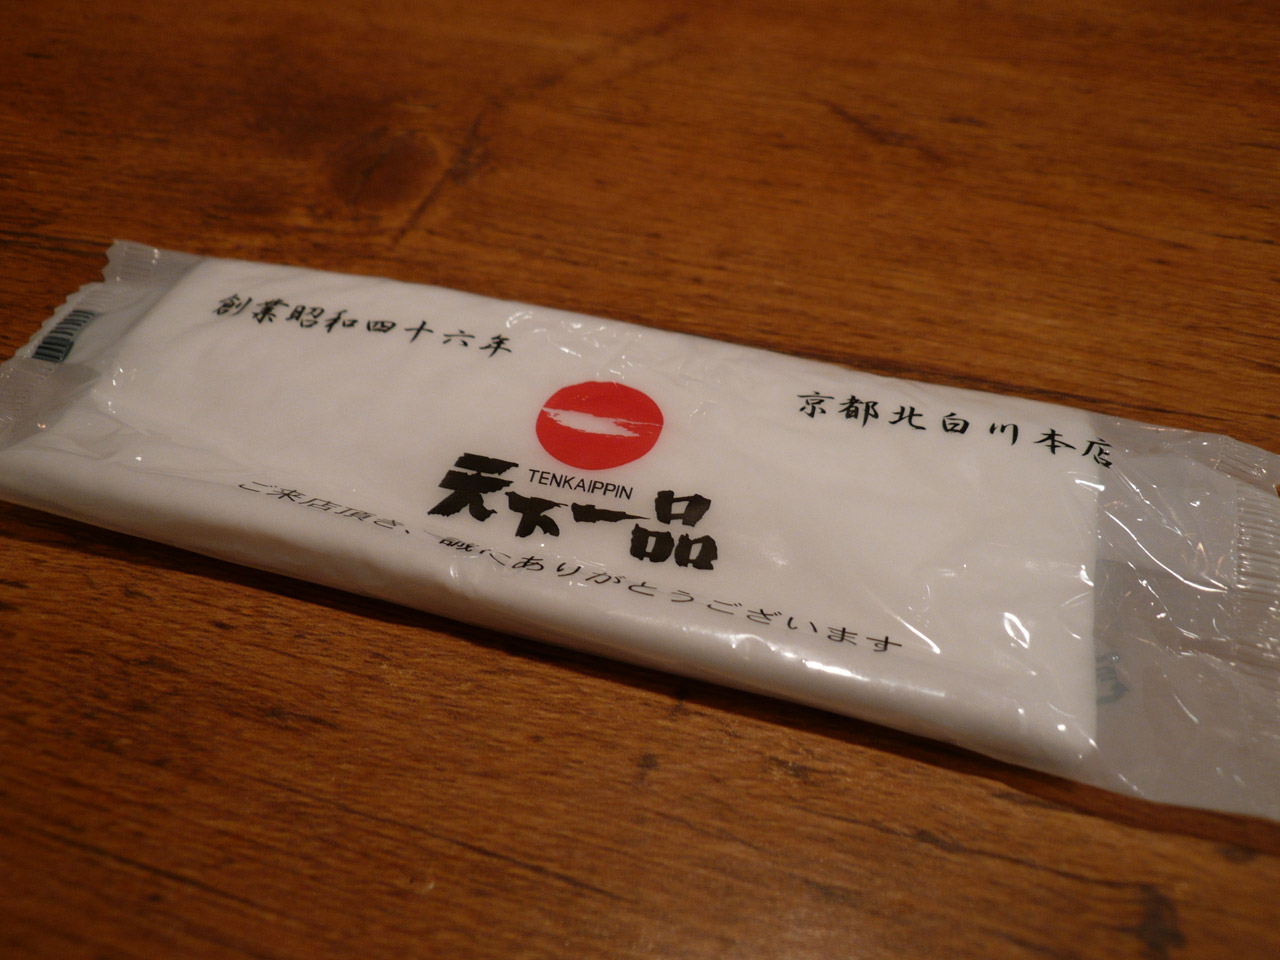 創業昭和四十六年
京都北白川本店
TENKAIPPIN
天下一品
ご来店頂き、誠にありがとうございます